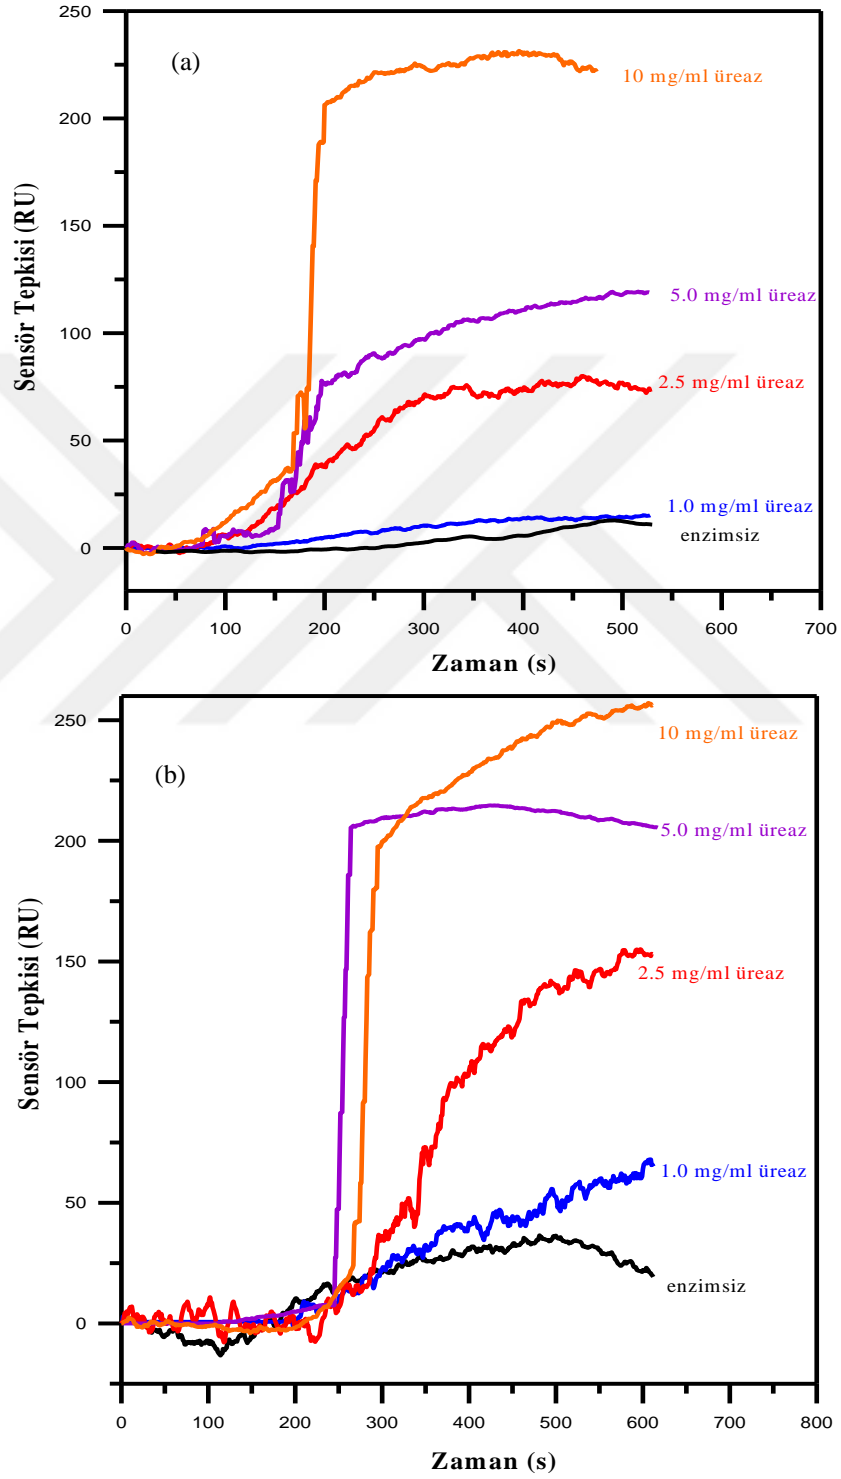 250
(a)
10 mg/ml üreaz
200
150
5.0 mg/ml üreaz
100
2.5 mg/ml üreaz
50
1.0 mg/ml üreaz
enzimsiz
0
Sensör Tepkisi (RU)
0 100 200 300 400 500 600 700
Zaman (s)
250
10 mg/ml üreaz
(b)
5.0 mg/ml üreaz
200
150
2.5 mg/ml üreaz
100
1.0 mg/ml üreaz
50
enzimsiz
0
Sensör Tepkisi (RU)
0 100 200 300 400 500 600 700 800
Zaman (s)